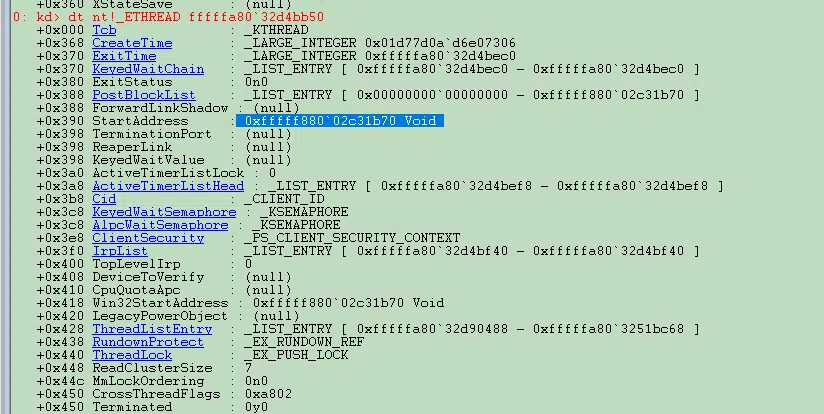 +0x360 XStateSave : (null)
0: kd> dt nt!_ETHREAD fffffa80`32d4bb50
+0x000 Tcb : _KTHREAD
+0x368 CreateTime : _LARGE_INTEGER 0x01d77d0a`d6e07306
+0x370 ExitTime : _LARGE_INTEGER 0xfffffa80`32d4bec0
+0x370 KeyedWaitChain : _LIST_ENTRY [ 0xfffffa80`32d4bec0 - 0xfffffa80`32d4bec0 ]
+0x380 ExitStatus : 0n0
+0x388 PostBlockList : _LIST_ENTRY [ 0x00000000`00000000 - 0xfffff880`02c31b70 ]
+0x388 ForwardLinkShadow : (null)
+0x390 StartAddress : 0xfffff880`02c31b70 Void
+0x398 TerminationPort : (null)
+0x398 ReaperLink : (null)
+0x398 KeyedWaitValue : (null)
+0x3a0 ActiveTimerListLock : 0
+0x3a8 ActiveTimerListHead : _LIST_ENTRY [ 0xfffffa80`32d4bef8 - 0xfffffa80`32d4bef8 ]
+0x3b8 Cid : _CLIENT_ID
+0x3c8 KeyedWaitSemaphore : _KSEMAPHORE
+0x3c8 AlpcWaitSemaphore : _KSEMAPHORE
+0x3e8 ClientSecurity : _PS_CLIENT_SECURITY_CONTEXT
+0x3f0 IrpList : _LIST_ENTRY [ 0xfffffa80`32d4bf40 - 0xfffffa80`32d4bf40 ]
+0x400 TopLevelIrp : 0
+0x408 DeviceToVerify : (null)
+0x410 CpuQuotaApc : (null)
+0x418 Win32StartAddress : 0xfffff880`02c31b70 Void
+0x420 LegacyPowerObject : (null)
+0x428 ThreadListEntry : _LIST_ENTRY [ 0xfffffa80`32d90488 - 0xfffffa80`3251bc68 ]
+0x438 RundownProtect : _EX_RUNDOWN_REF
+0x440 ThreadLock : _EX_PUSH_LOCK
+0x448 ReadClusterSize : 7
+0x44c MmLockOrdering : 0n0
+0x450 CrossThreadFlags : 0xa802
+0x450 Terminated : 0y0